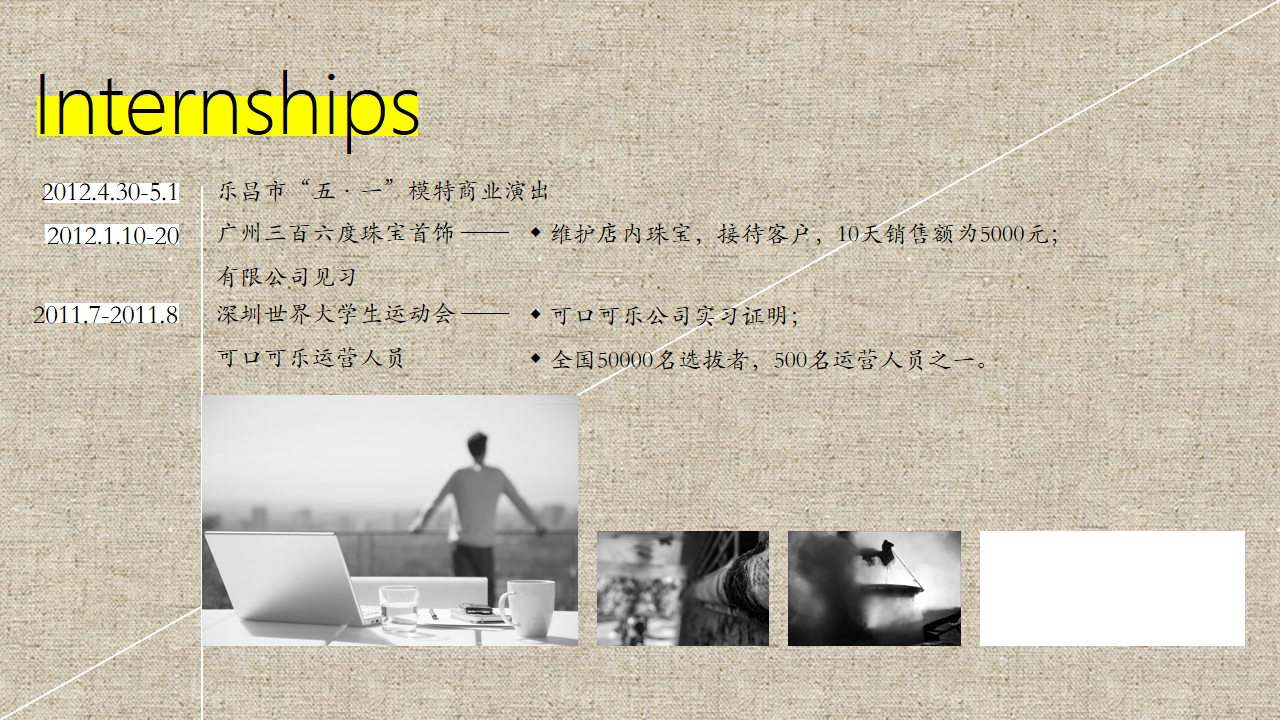 Internships
2012.4.30-5.1 乐昌市“五·一”模特商业演出
2012.1.10-20 广州三百六度珠宝首饰—— ◆ 维护店内珠宝，接待客户，10天销售额为5000元；
有限公司见习
2011.7-2011.8 深圳世界大学生运动会—— ◆ 可口可乐公司实习证明；
可口可乐运营人员 ◆ 全国50000名选拔者，500名运营人员之一。